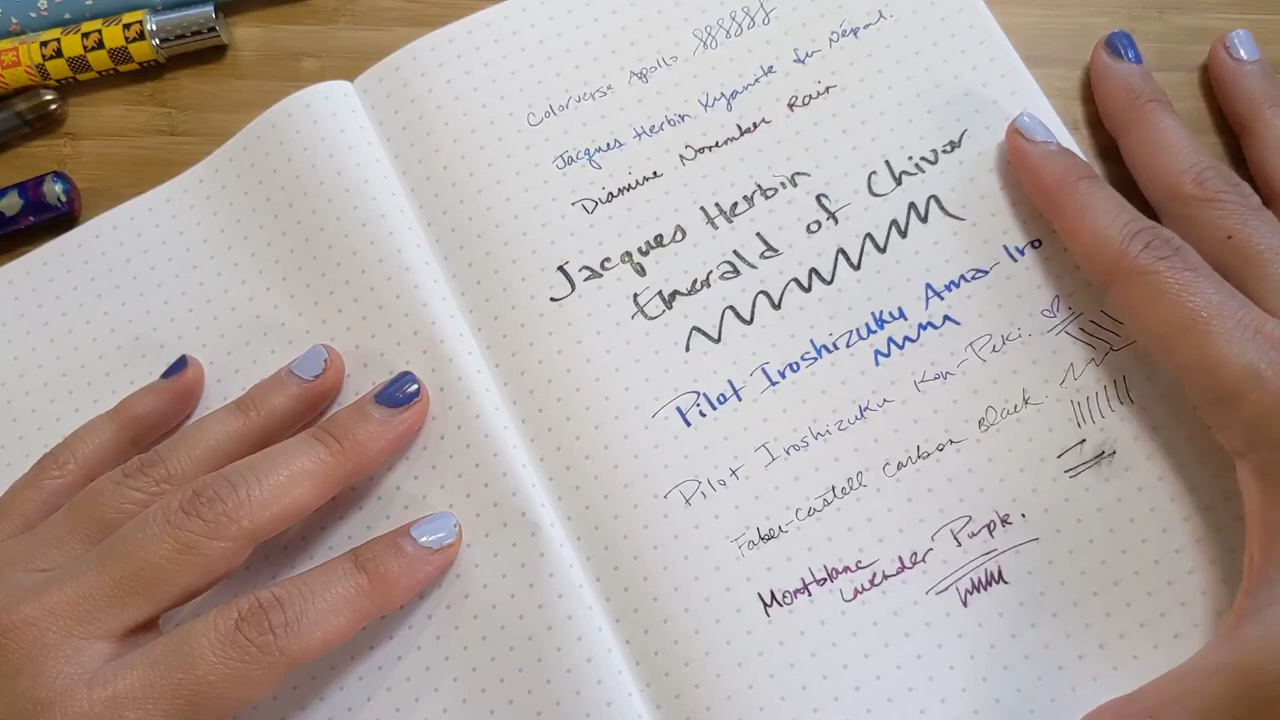 Colorverse Apollo
Jacques Herbin Kyanite du Népal.
Diamine November Rain
Jacques Herbin
Emerald of Chivor
Pilot Iroshizuku Ama-Iro
Pilot Iroshizuku Kon-Peki.
Faber-Castell Carbon Black.
Montblanc
Lavender Purple.